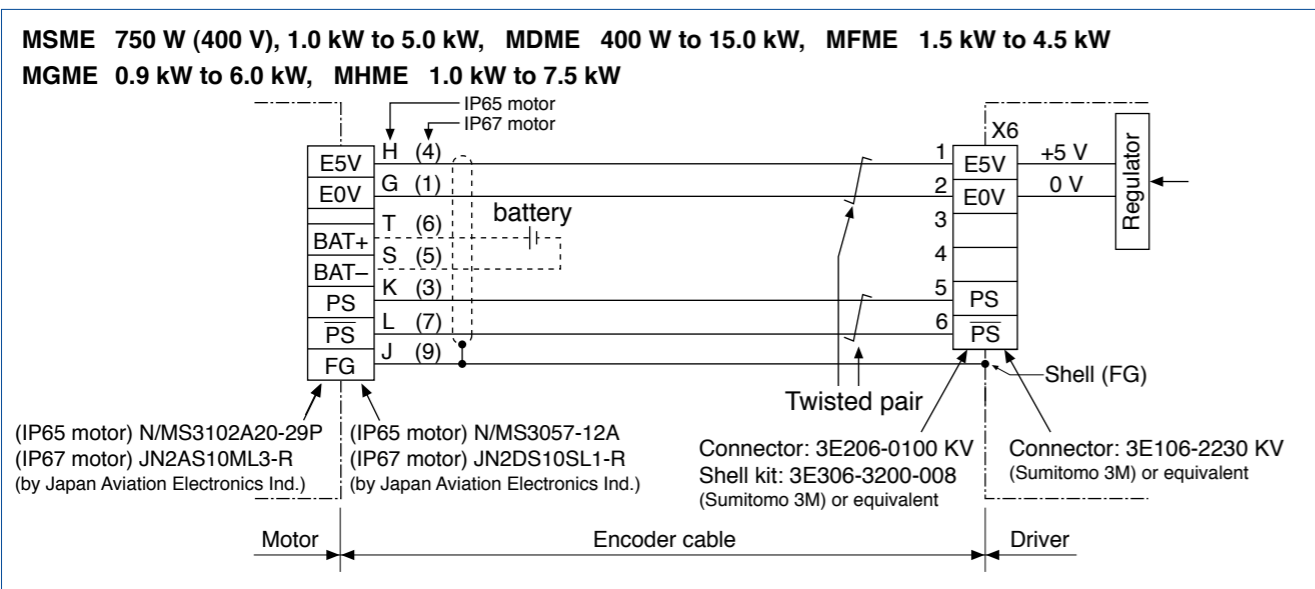 MSME 750 W (400 V), 1.0 kW to 5.0 kW, MDME 400 W to 15.0 kW, MFME 1.5 kW to 4.5 kW
MGME 0.9 kW to 6.0 kW, MHME 1.0 kW to 7.5 kW
IP65 motor
IP67 motor
X6
E5V H (4) 1 E5V +5 V
E0V G (1) 2 E0V 0 V
Regulator
BAT+ T (6) battery 3
BAT– S (5) 4
PS K (3) 5 PS
P̅S̅ L (7) 6 P̅S̅
FG J (9)
Shell (FG)
Twisted pair
(IP65 motor) N/MS3102A20-29P
(IP67 motor) JN2AS10ML3-R
(by Japan Aviation Electronics Ind.)
(IP65 motor) N/MS3057-12A
(IP67 motor) JN2DS10SL1-R
(by Japan Aviation Electronics Ind.)
Connector: 3E206-0100 KV
Shell kit: 3E306-3200-008
(Sumitomo 3M) or equivalent
Connector: 3E106-2230 KV
(Sumitomo 3M) or equivalent
Motor Encoder cable Driver